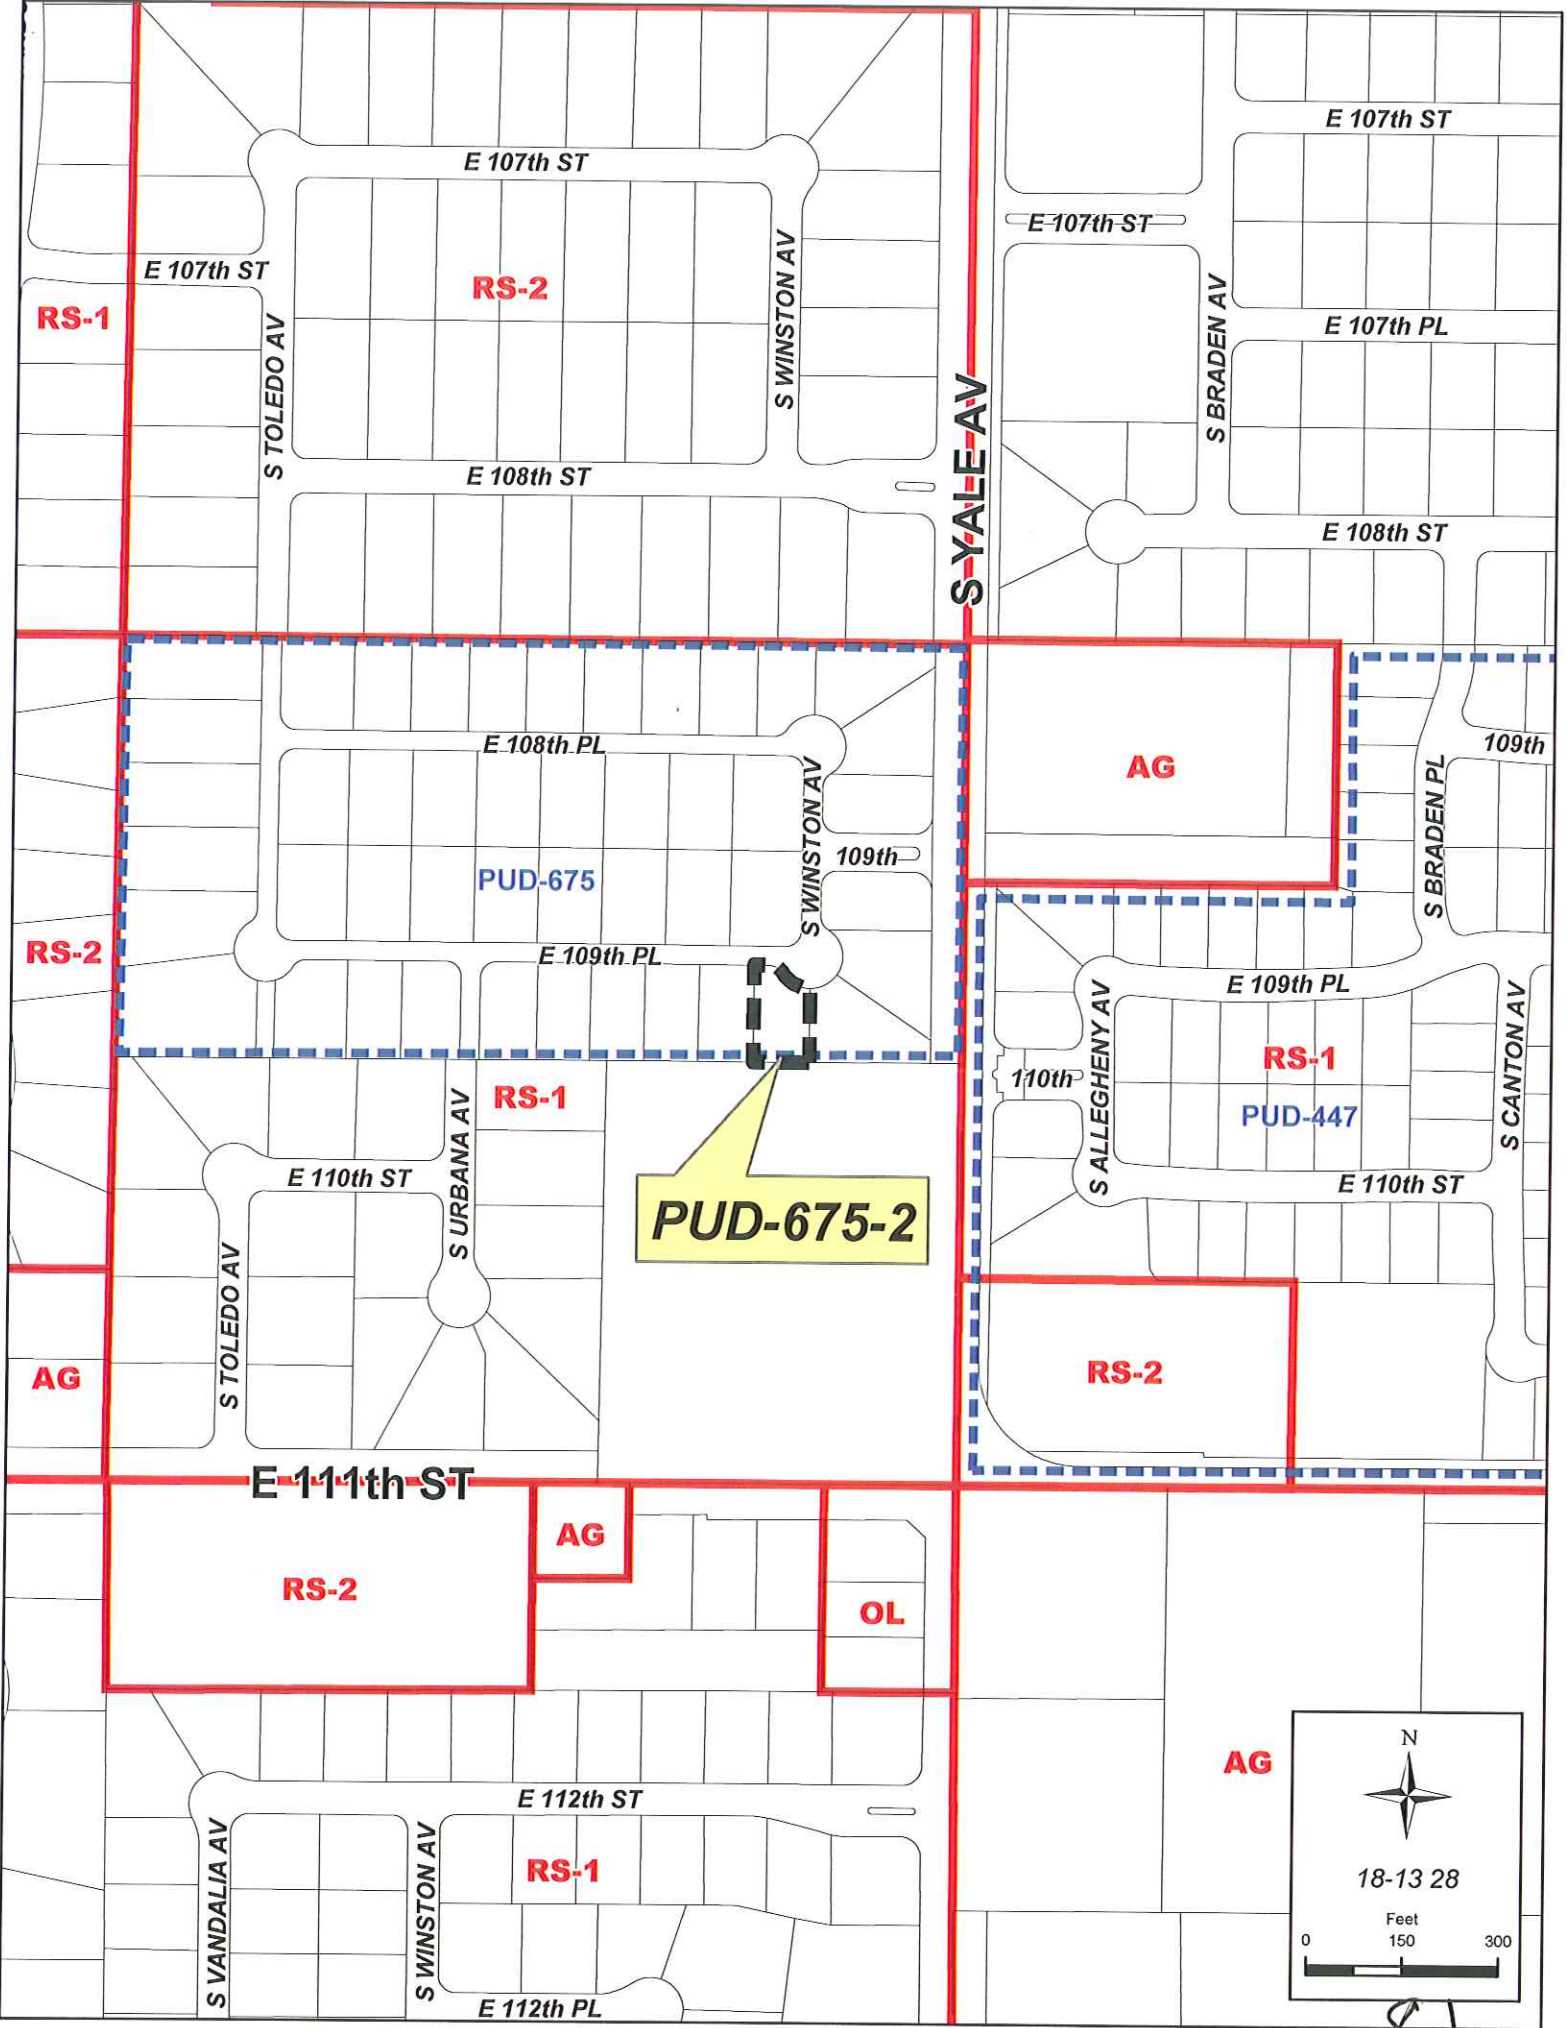 E 107th ST
E 107th ST
E 107th ST
E 107th ST
RS-2
RS-1
S TOLEDO AV
S WINSTON AV
S BRADEN AV
E 107th PL
S YALE AV
E 108th ST
E 108th ST
E 108th PL
109th
AG
S WINSTON AV
109th
S BRADEN PL
PUD-675
RS-2
E 109th PL
E 109th PL
S ALLEGHENY AV
S CANTON AV
RS-1
110th
PUD-447
RS-1
S URBANA AV
E 110th ST
E 110th ST
PUD-675-2
S TOLEDO AV
AG
RS-2
E 111th ST
AG
RS-2
OL
AG
E 112th ST
S VANDALIA AV
S WINSTON AV
RS-1
E 112th PL
N
18-13 28
Feet
0 150 300